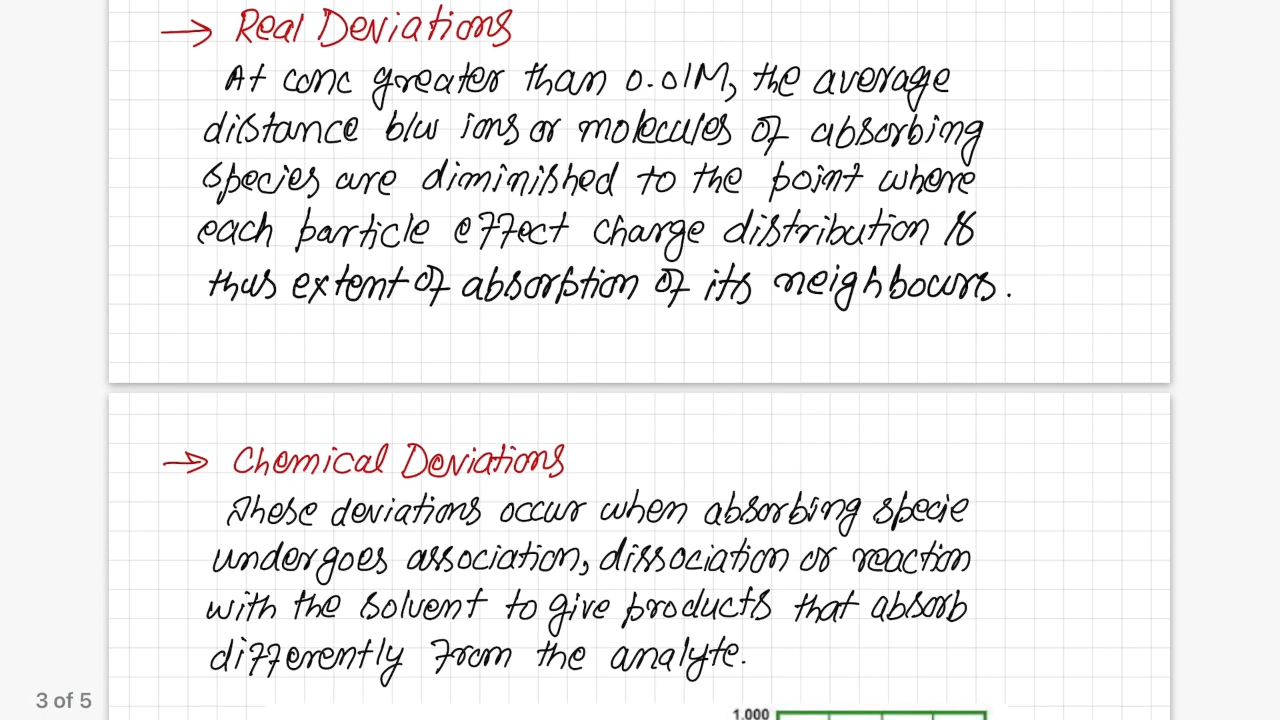 → Real Deviations
At conc greater than 0.01M, the average
distance b/w ions or molecules of absorbing
species are diminished to the point where
each particle effect charge distribution &
thus extent of absorption of its neighbours.
→ Chemical Deviations
These deviations occur when absorbing specie
undergoes association, dissociation or reaction
with the solvent to give products that absorb
differently from the analyte.
3 of 5
1.000